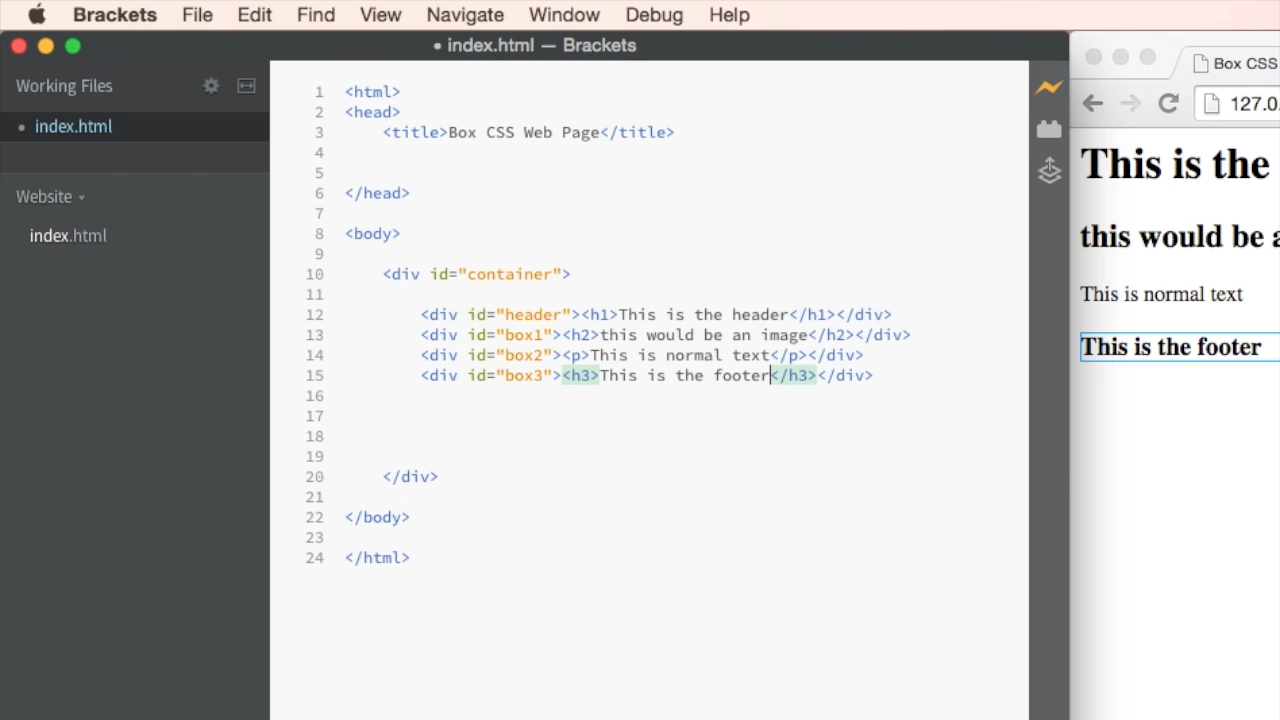 Brackets File Edit Find View Navigate Window Debug Help
• index.html — Brackets
Working Files
• index.html
Website
index.html
1 <html>
2 <head>
3 <title>Box CSS Web Page</title>
4
5
6 </head>
7
8 <body>
9
10 <div id="container">
11
12 <div id="header"><h1>This is the header</h1></div>
13 <div id="box1"><h2>this would be an image</h2></div>
14 <div id="box2"><p>This is normal text</p></div>
15 <div id="box3"><h3>This is the footer</h3></div>
16
17
18
19
20 </div>
21
22 </body>
23
24 </html>
Box CSS
127.0.
This is the
this would be a
This is normal text
This is the footer